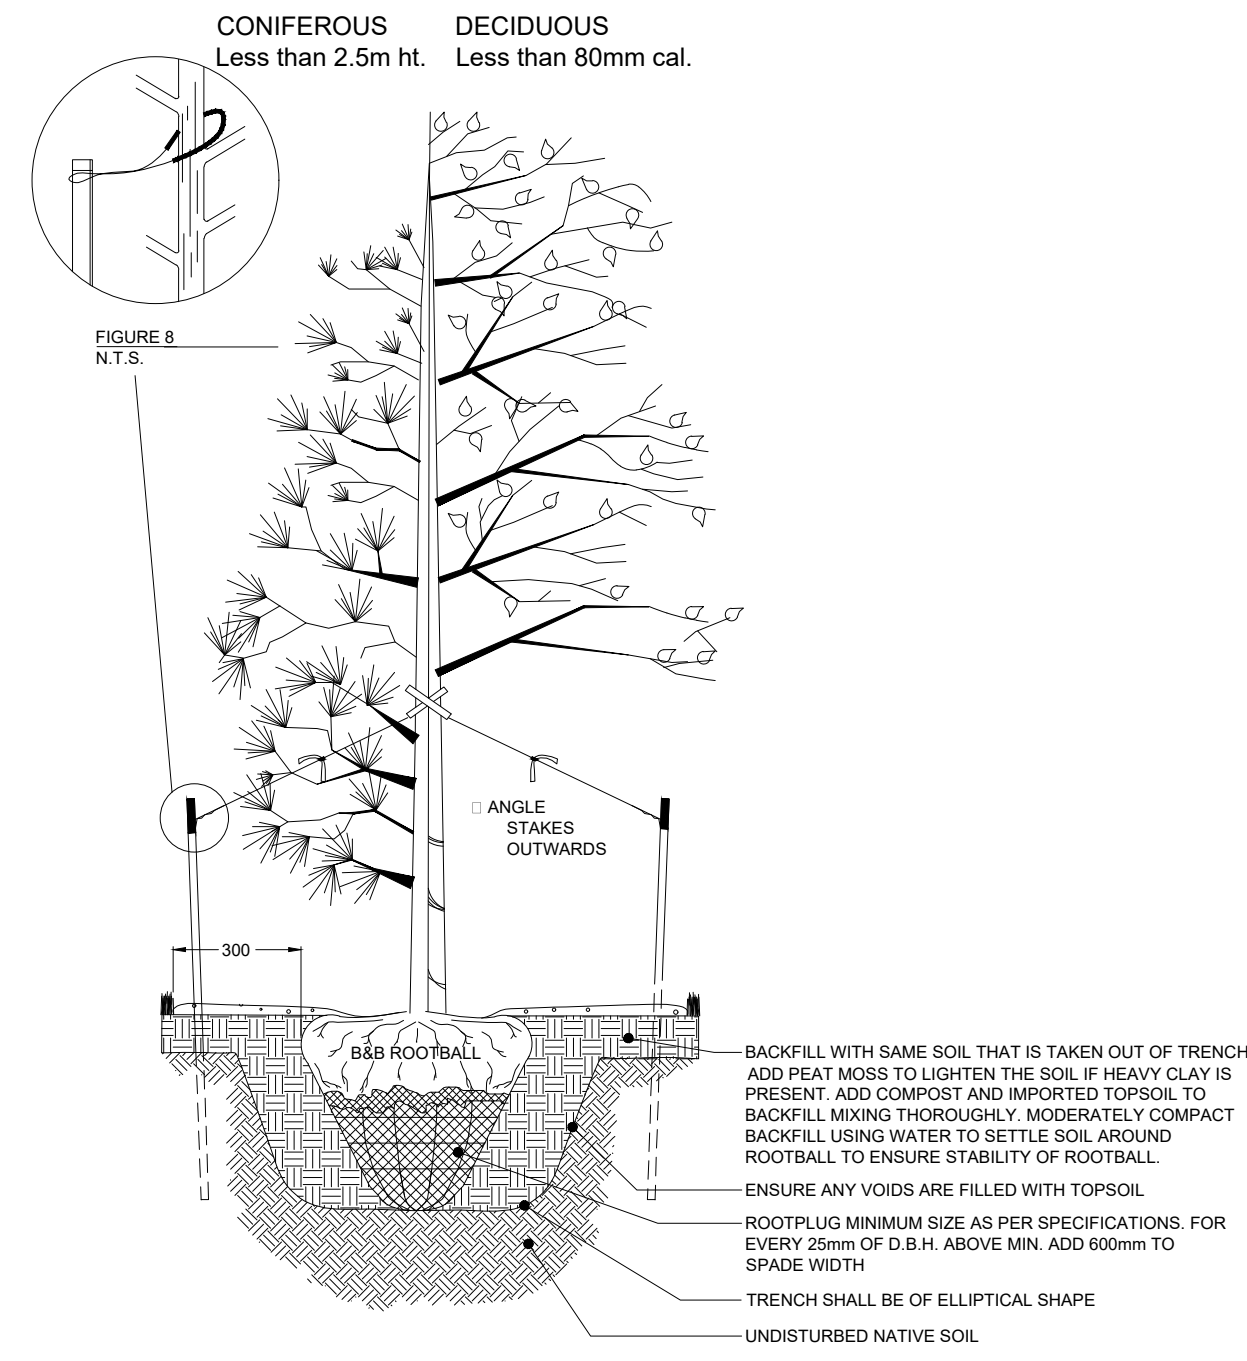 CONIFEROUS
Less than 2.5m ht.
DECIDUOUS
Less than 80mm cal.
FIGURE 8
N.T.S.
ANGLE
STAKES
OUTWARDS
300
B&B ROOTBALL
BACKFILL WITH SAME SOIL THAT IS TAKEN OUT OF TRENCH
ADD PEAT MOSS TO LIGHTEN THE SOIL IF HEAVY CLAY IS
PRESENT. ADD COMPOST AND IMPORTED TOPSOIL TO
BACKFILL MIXING THOROUGHLY. MODERATELY COMPACT
BACKFILL USING WATER TO SETTLE SOIL AROUND
ROOTBALL TO ENSURE STABILITY OF ROOTBALL.
ENSURE ANY VOIDS ARE FILLED WITH TOPSOIL
ROOTPLUG MINIMUM SIZE AS PER SPECIFICATIONS. FOR
EVERY 25mm OF D.B.H. ABOVE MIN. ADD 600mm TO
SPADE WIDTH
TRENCH SHALL BE OF ELLIPTICAL SHAPE
UNDISTURBED NATIVE SOIL